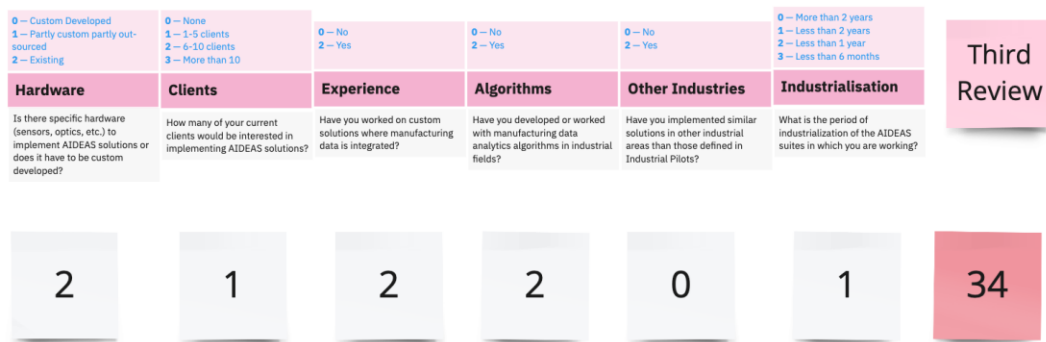 0 — Custom Developed
1 — Partly custom partly out-
sourced
2 — Existing
Hardware
Is there specific hardware
(sensors, optics, etc.) to
implement AIDEAS solutions or
does it have to be custom
developed?
0 — None
1 — 1-5 clients
2 — 6-10 clients
3 — More than 10
Clients
How many of your current
clients would be interested in
implementing AIDEAS solutions?
0 — No
2 — Yes
Experience
Have you worked on custom
solutions where manufacturing
data is integrated?
0 — No
2 — Yes
Algorithms
Have you developed or worked
with manufacturing data
analytics algorithms in industrial
fields?
0 — No
2 — Yes
Other Industries
Have you implemented similar
solutions in other industrial
areas than those defined in
Industrial Pilots?
0 — More than 2 years
1 — Less than 2 years
2 — Less than 1 year
3 — Less than 6 months
Industrialisation
What is the period of
industrialization of the AIDEAS
suites in which you are working?
Third
Review
2
1
2
2
0
1
34